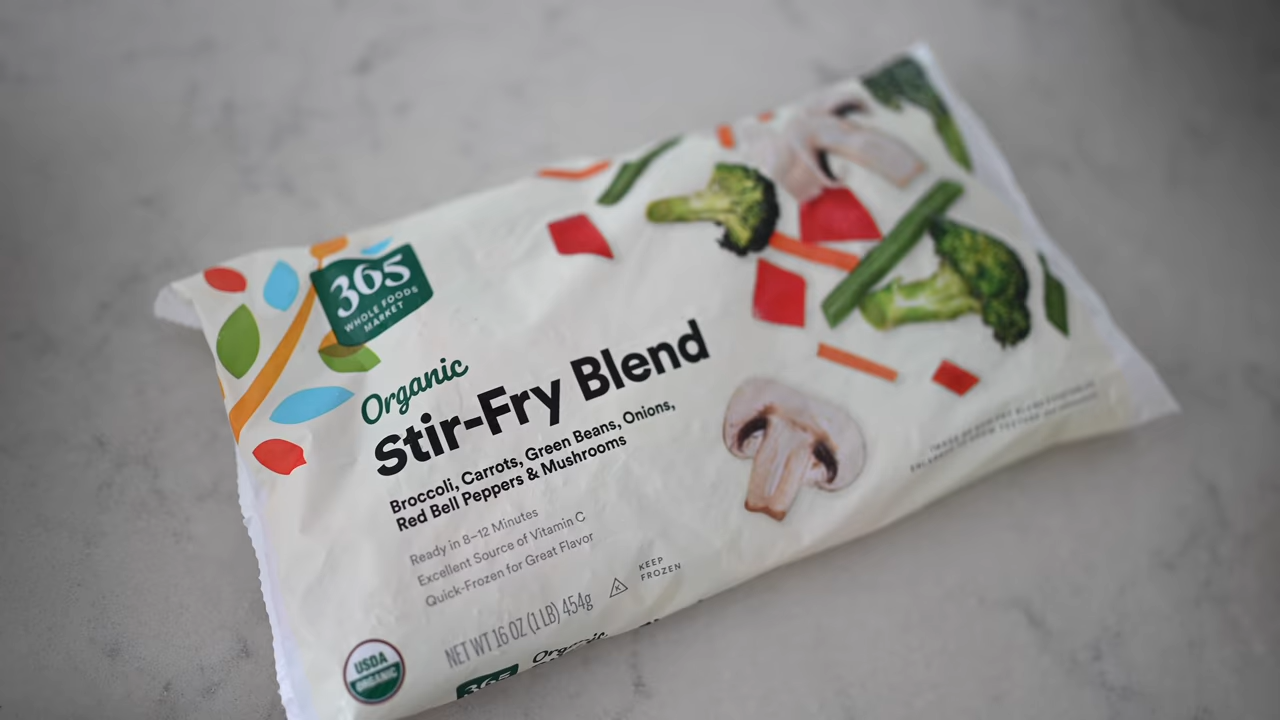 365
WHOLE FOODS
MARKET
Organic
Stir-Fry Blend
Broccoli, Carrots, Green Beans, Onions,
Red Bell Peppers & Mushrooms
Ready in 8–12 Minutes
Excellent Source of Vitamin C
Quick-Frozen for Great Flavor
K
KEEP
FROZEN
NET WT 16 OZ (1 LB) 454g
USDA
ORGANIC
365
Organic